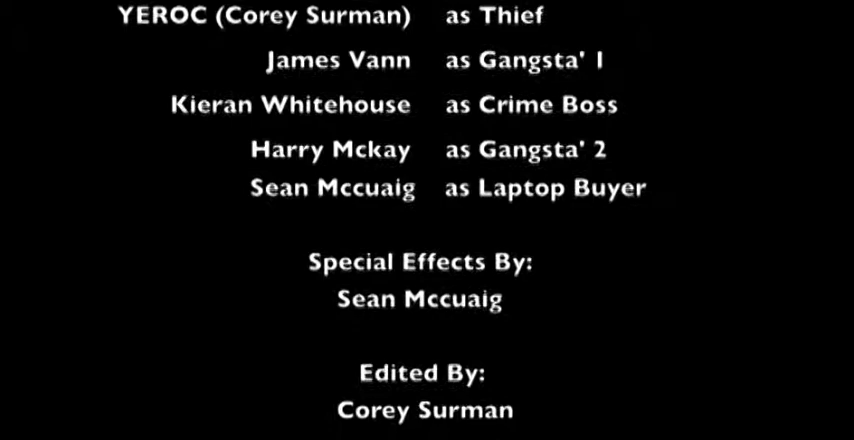 YEROC (Corey Surman) as Thief
James Vann as Gangsta' 1
Kieran Whitehouse as Crime Boss
Harry Mckay as Gangsta' 2
Sean Mccuaig as Laptop Buyer
Special Effects By:
Sean Mccuaig
Edited By:
Corey Surman